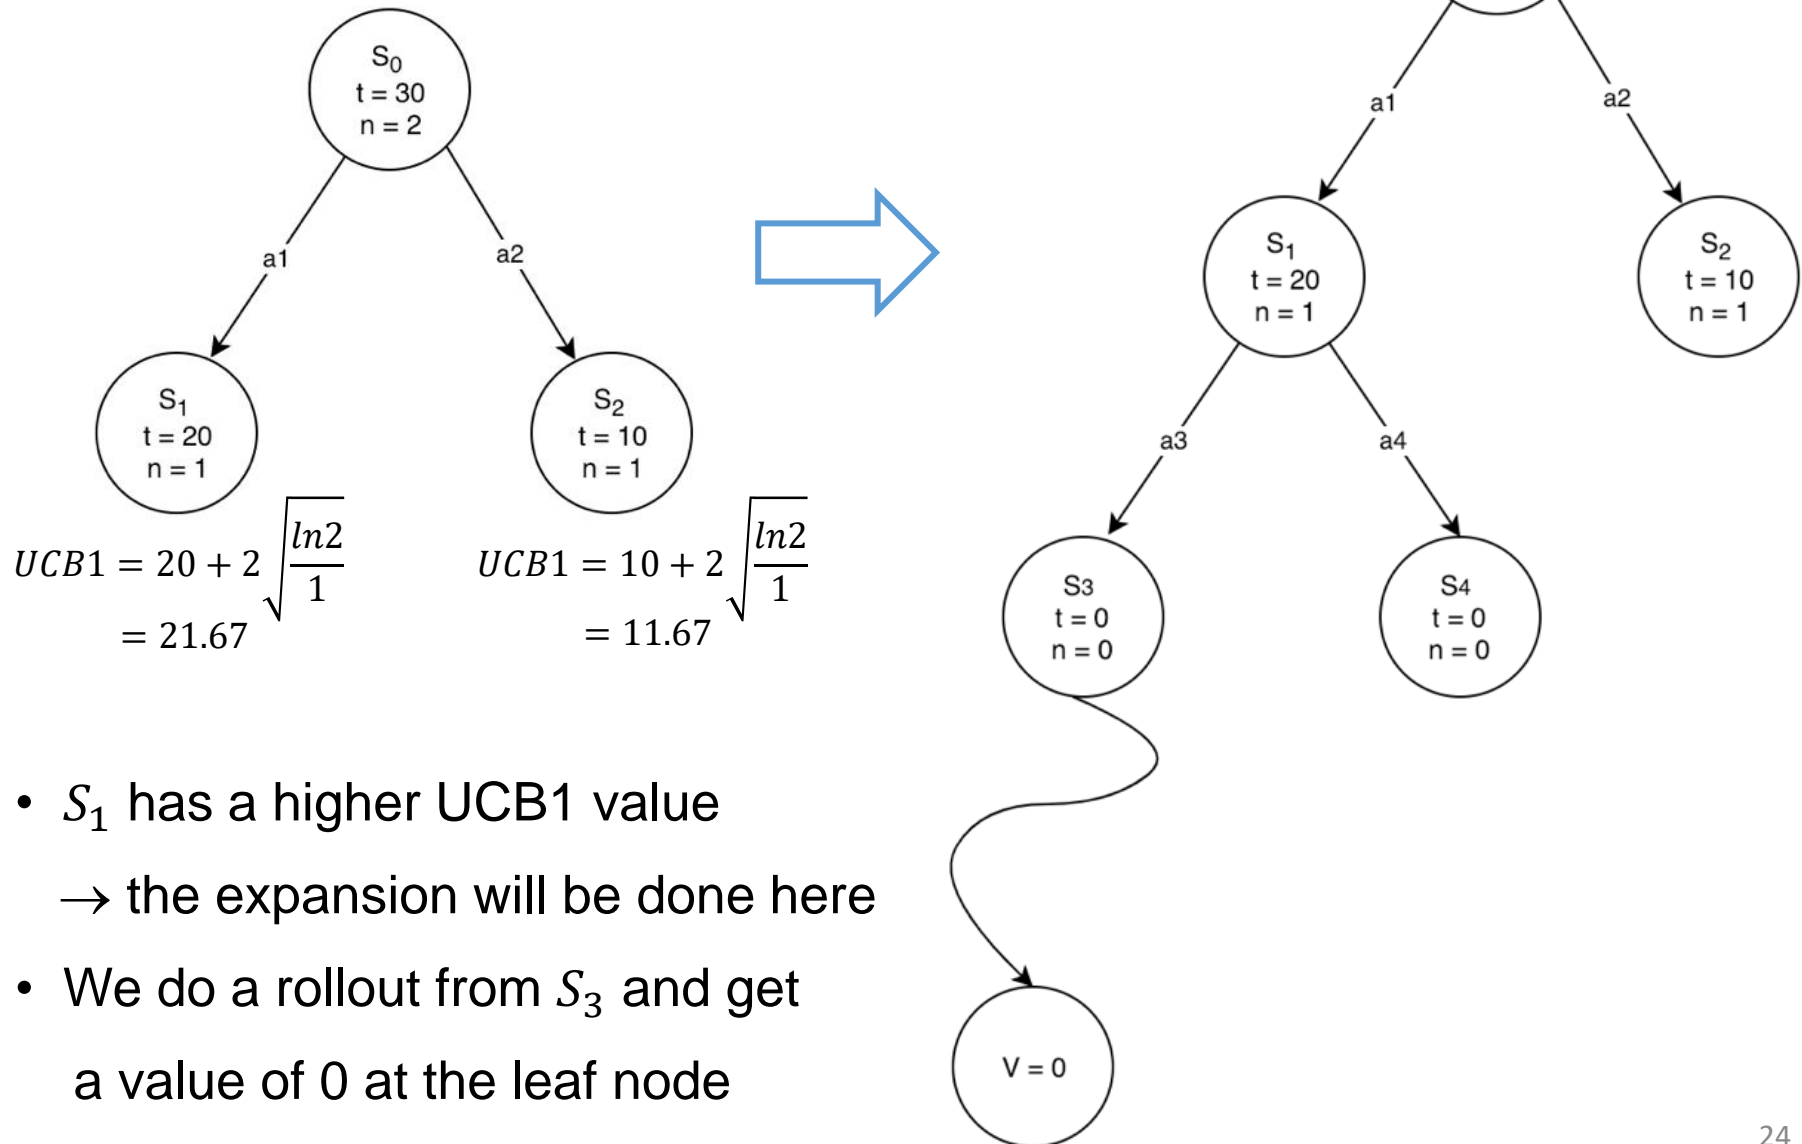 S₀
t = 30
n = 2
a1
a2
S₁
t = 20
n = 1
S₂
t = 10
n = 1
UCB1 = 20 + 2 √(ln2/1)
= 21.67
UCB1 = 10 + 2 √(ln2/1)
= 11.67
• S₁ has a higher UCB1 value
→ the expansion will be done here
• We do a rollout from S₃ and get
a value of 0 at the leaf node
a1
a2
S₁
t = 20
n = 1
S₂
t = 10
n = 1
a3
a4
S3
t = 0
n = 0
S4
t = 0
n = 0
V = 0
24